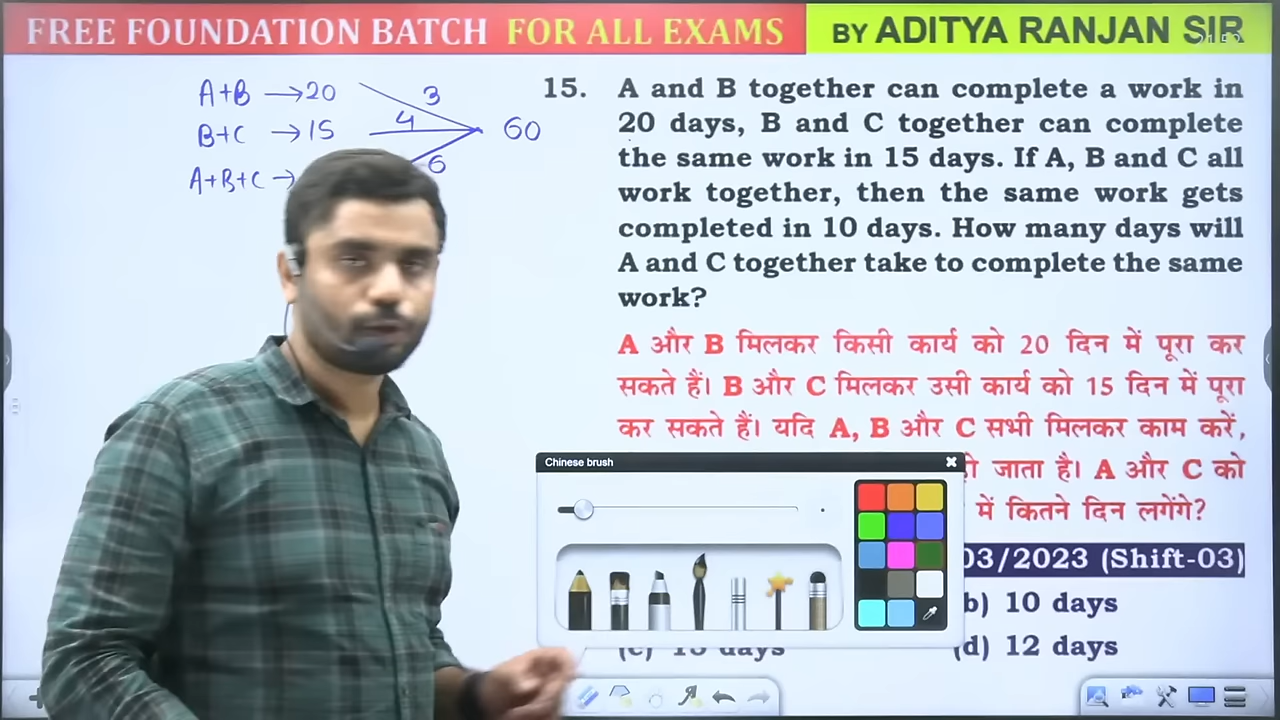 FREE FOUNDATION BATCH FOR ALL EXAMS
BY ADITYA RANJAN SIR
A+B → 20 3
B+C → 15 4 60
A+B+C → 6
15. A and B together can complete a work in
20 days, B and C together can complete
the same work in 15 days. If A, B and C all
work together, then the same work gets
completed in 10 days. How many days will
A and C together take to complete the same
work?
A और B मिलकर किसी कार्य को 20 दिन में पूरा कर
सकते हैं। B और C मिलकर उसी कार्य को 15 दिन में पूरा
कर सकते हैं। यदि A, B और C सभी मिलकर काम करें,
हो जाता है। A और C को
में कितने दिन लगेंगे?
Chinese brush
03/2023 (Shift-03)
b) 10 days
(c) 15 days (d) 12 days